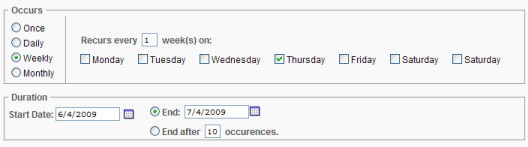 Occurs
Once
Daily
Weekly
Monthly
Recurs every 1 week(s) on:
Monday Tuesday Wednesday Thursday Friday Saturday Saturday
Duration
Start Date: 6/4/2009 End: 7/4/2009
End after 10 occurences.